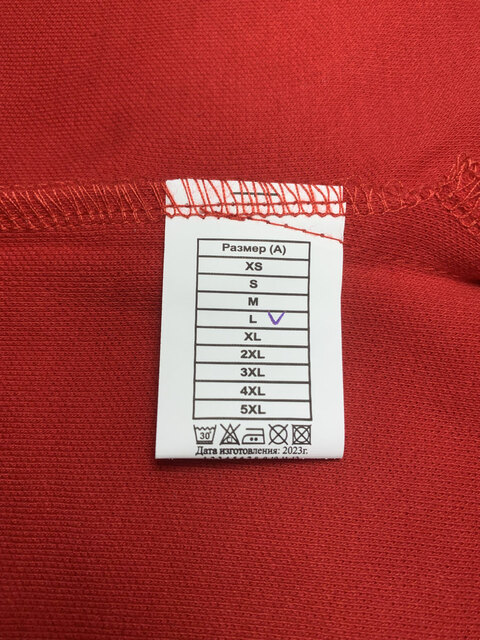 Размер (А)
XS
S
M
L
XL
2XL
3XL
4XL
5XL
30
Дата изготовления: 2023г.